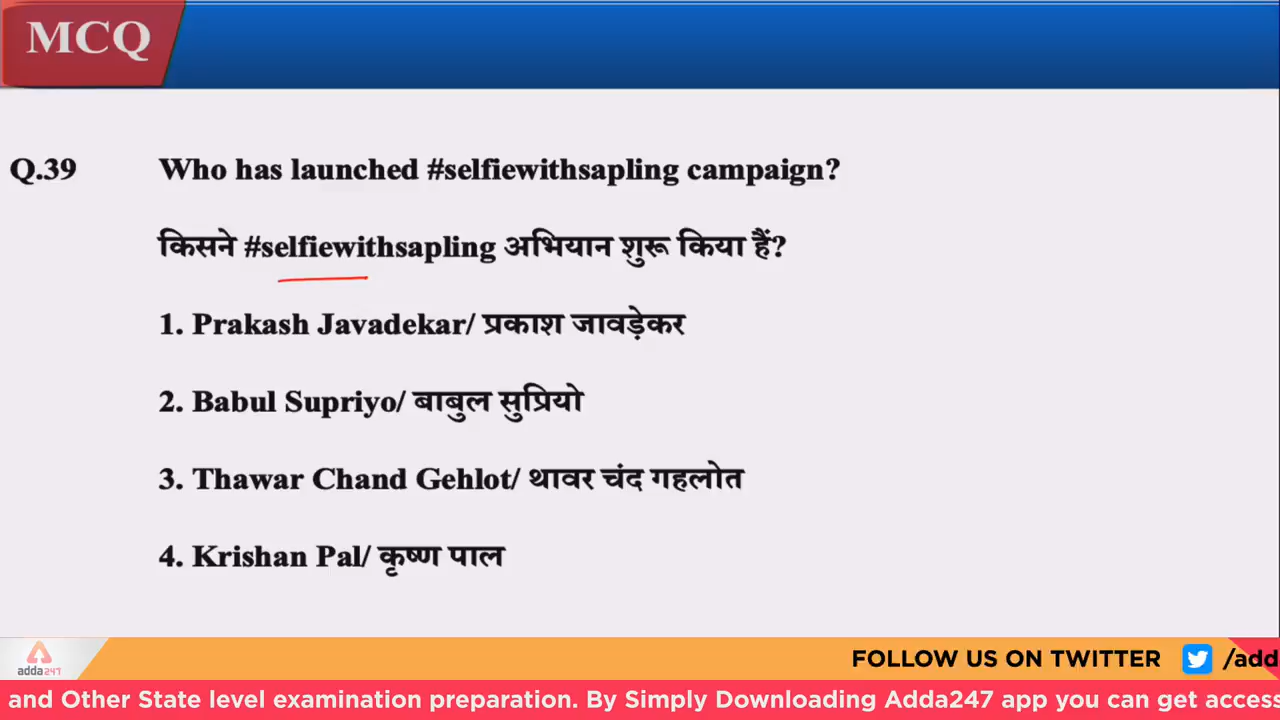 MCQ
Q.39 Who has launched #selfiewithsapling campaign?
किसने #selfiewithsapling अभियान शुरू किया हैं?
1. Prakash Javadekar/ प्रकाश जावड़ेकर
2. Babul Supriyo/ बाबुल सुप्रियो
3. Thawar Chand Gehlot/ थावर चंद गहलोत
4. Krishan Pal/ कृष्ण पाल
adda247
FOLLOW US ON TWITTER /add
and Other State level examination preparation. By Simply Downloading Adda247 app you can get access